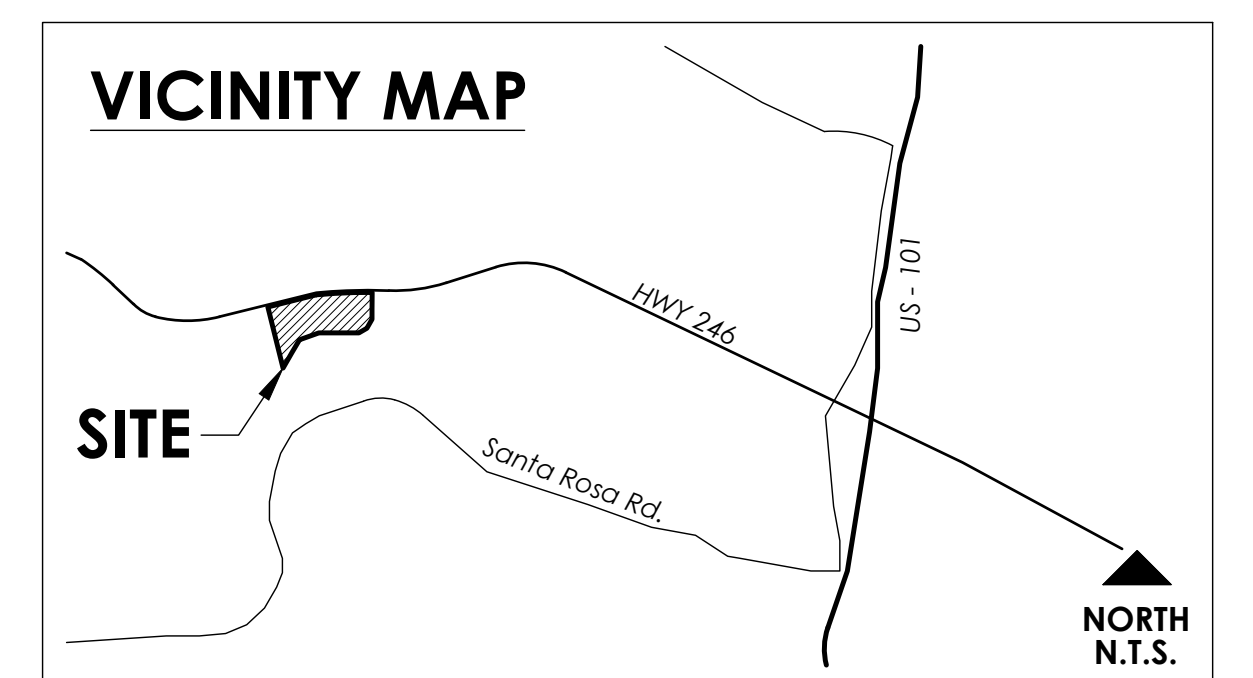 VICINITY MAP
US - 101
HWY 246
SITE
Santa Rosa Rd.
NORTH
N.T.S.